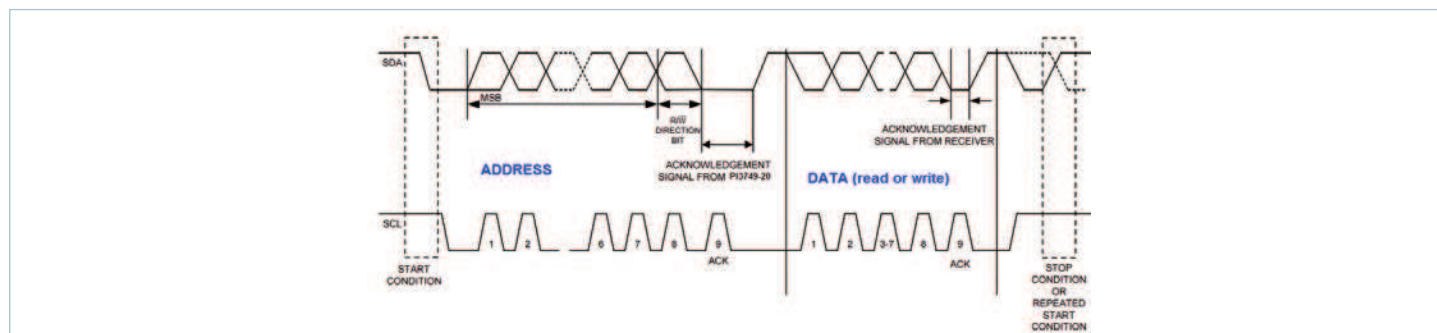 SDA
MSB
R/W
DIRECTION
BIT
ACKNOWLEDGEMENT
SIGNAL FROM PI3749-20
ACKNOWLEDGEMENT
SIGNAL FROM RECEIVER
ADDRESS
DATA (read or write)
SCL
1 2 6 7 8 9 1 2 3-7 8 9
ACK
ACK
START
CONDITION
STOP
CONDITION
OR
REPEATED
START
CONDITION